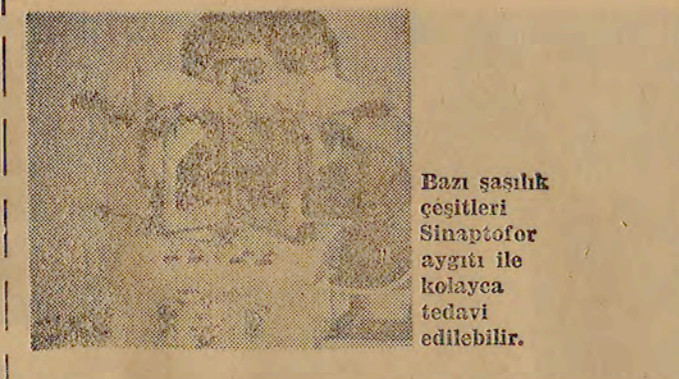 Bazı şaşılık
çeşitleri
Sinaptofor
aygıtı ile
kolayca
tedavi
edilebilir.